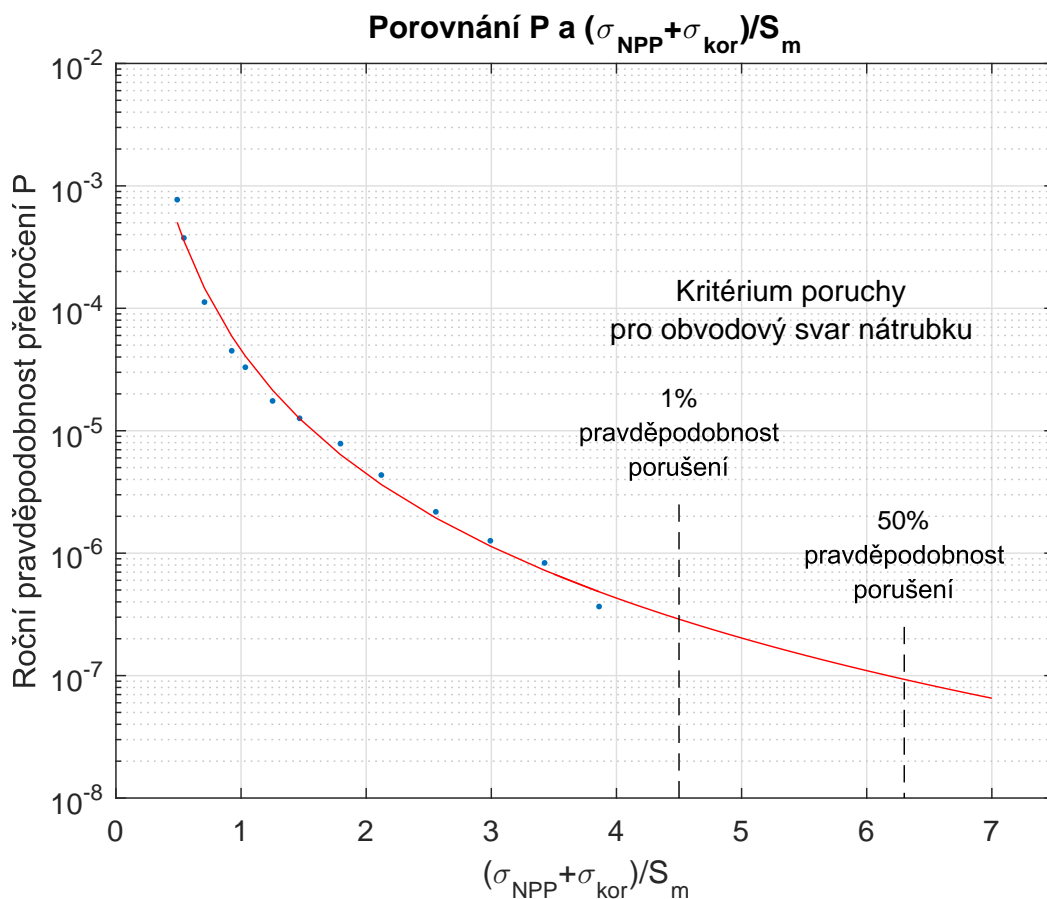 Porovnání P a (σNPP+σkor)/Sm
Roční pravděpodobnost překročení P
10-2
10-3
10-4
10-5
10-6
10-7
10-8
Kritérium poruchy
pro obvodový svar nátrubku
1%
pravděpodobnost
porušení
50%
pravděpodobnost
porušení
0 1 2 3 4 5 6 7
(σNPP+σkor)/Sm